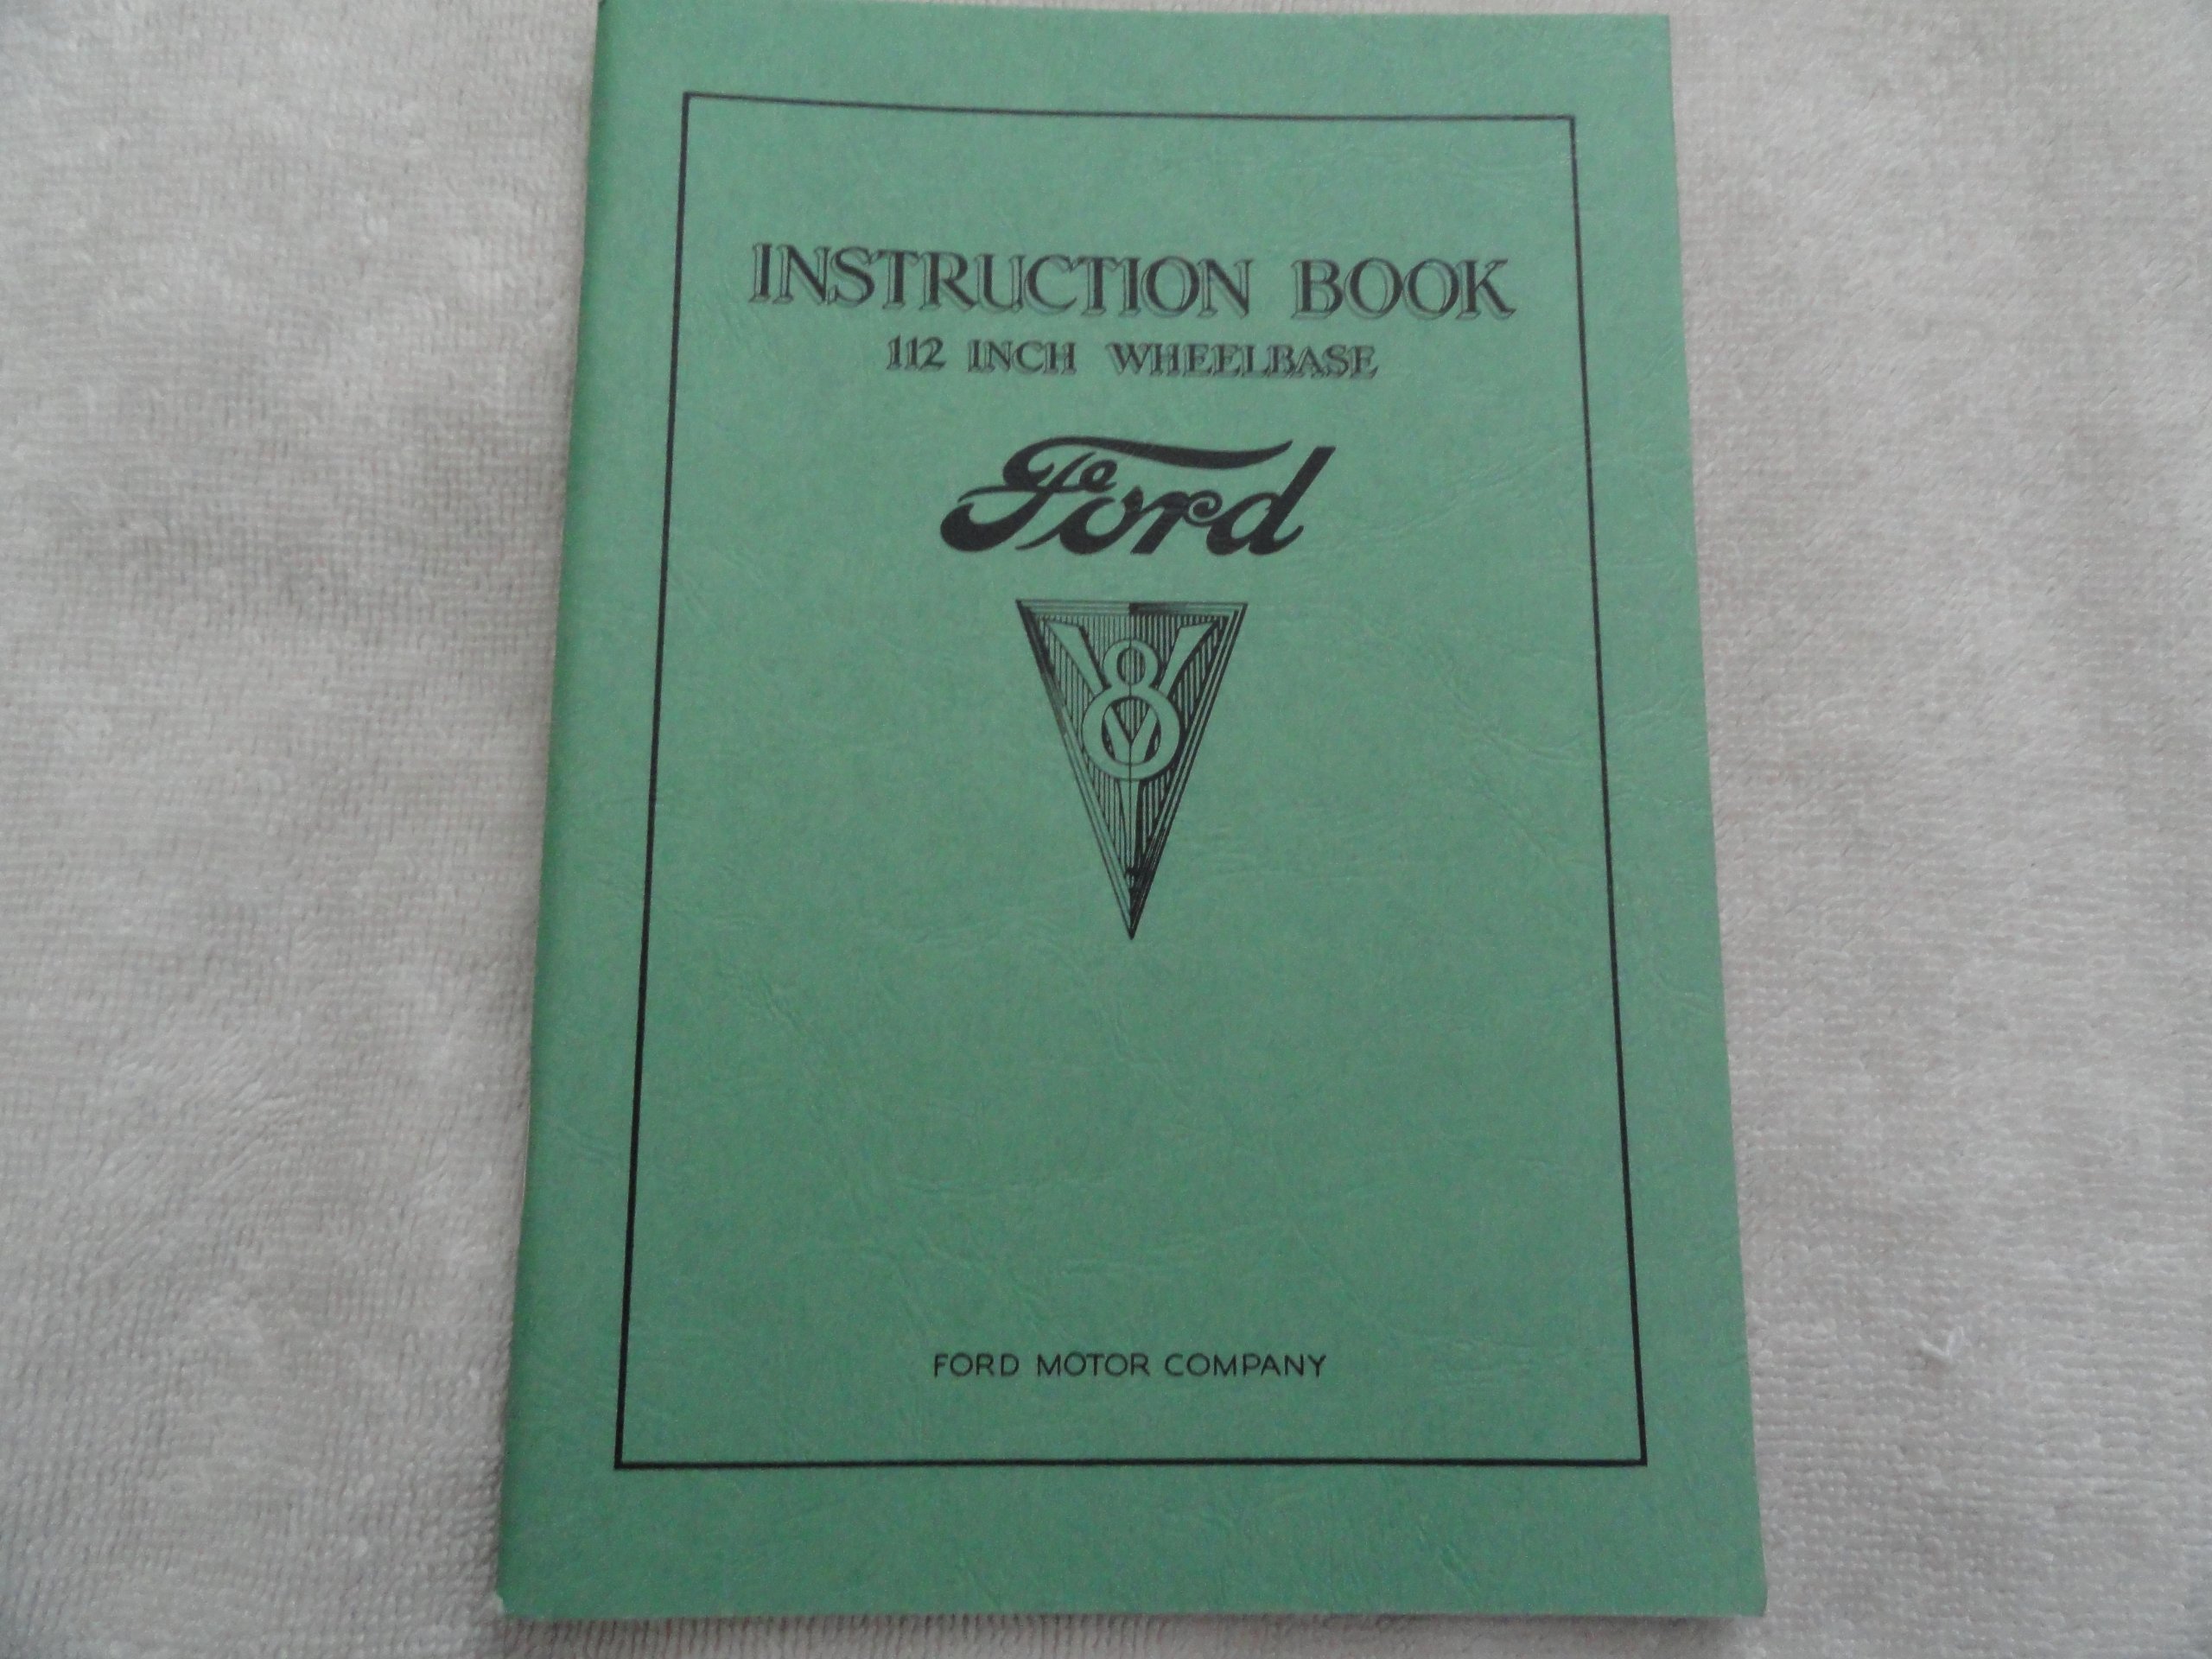 INSTRUCTION BOOK
112 INCH WHEELBASE
Ford
V8
FORD MOTOR COMPANY